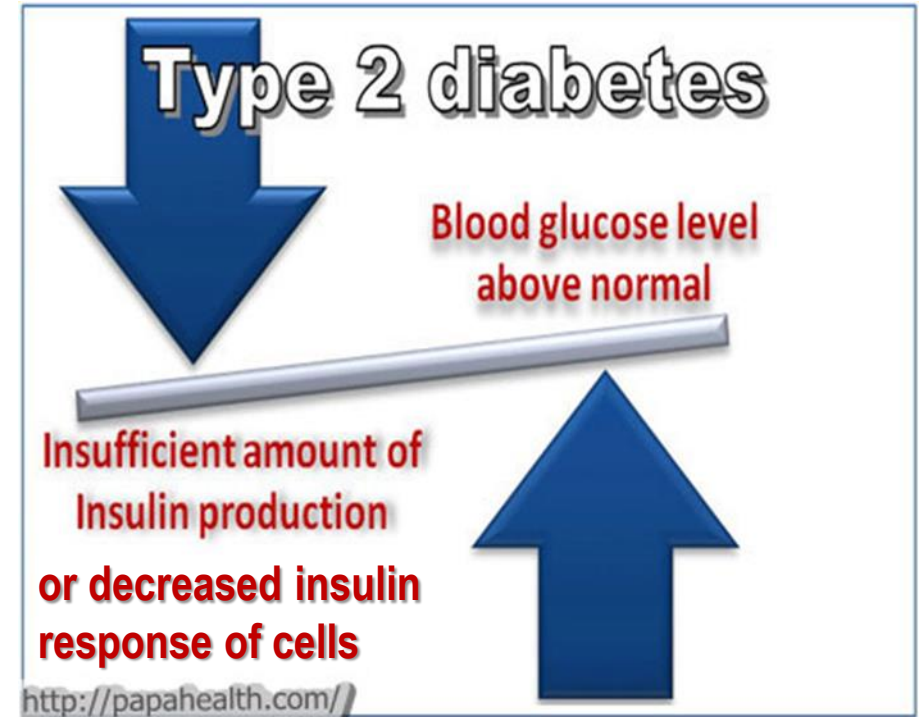 Type 2 diabetes
Blood glucose level
above normal
Insufficient amount of
Insulin production
or decreased insulin
response of cells
http://papahealth.com/